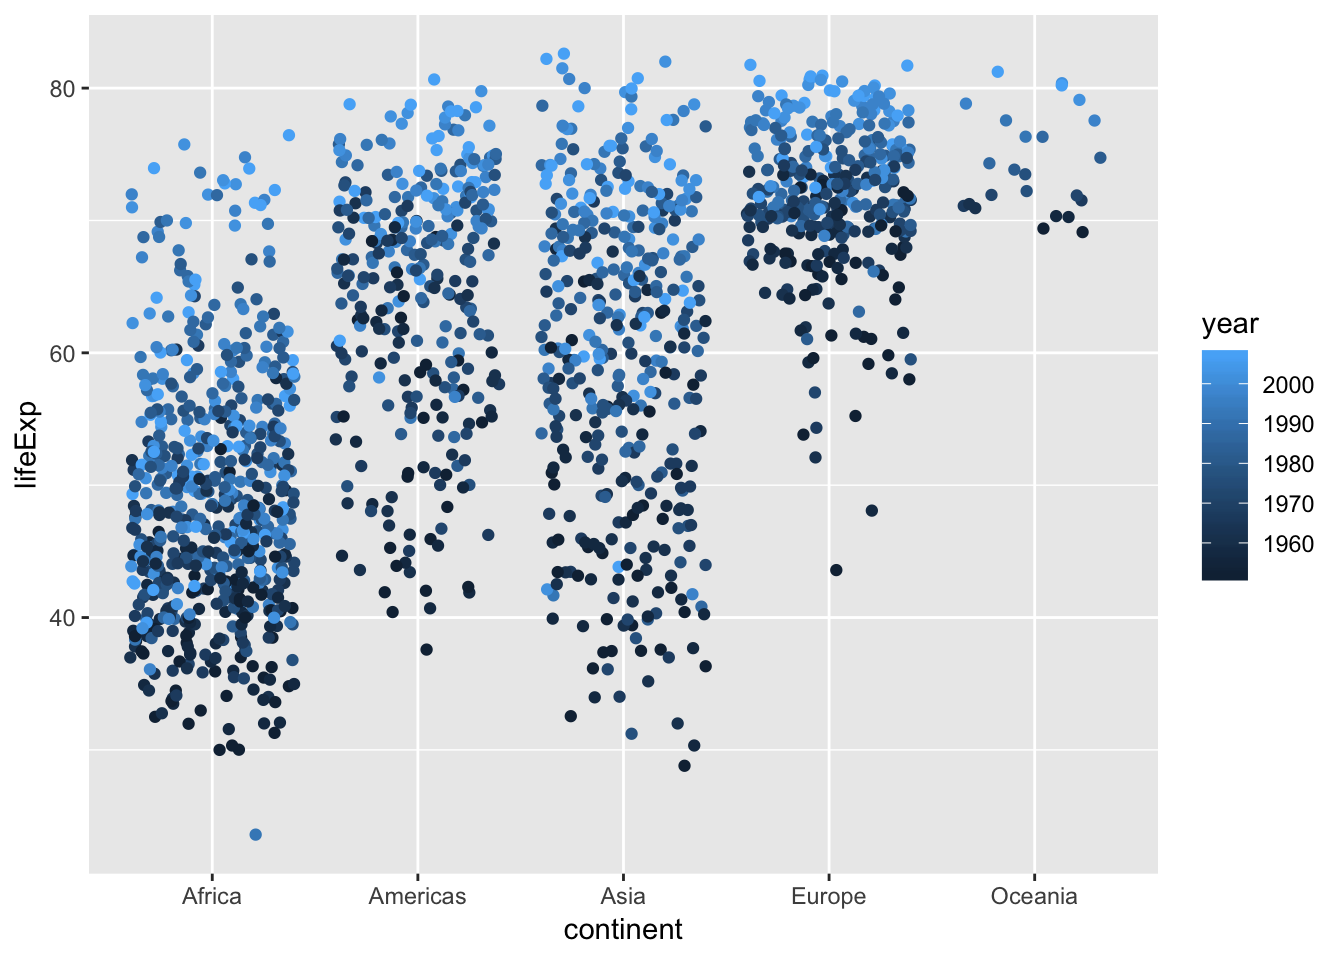 80
60
40
lifeExp
Africa
Americas
Asia
Europe
Oceania
continent
year
2000
1990
1980
1970
1960